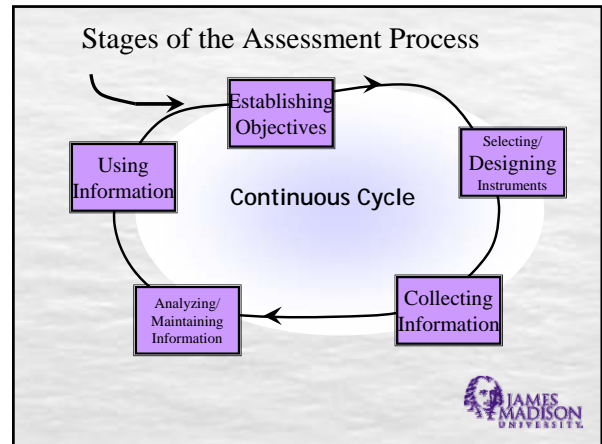 Stages of the Assessment Process
Establishing
Objectives
Selecting/
Designing
Instruments
Collecting
Information
Analyzing/
Maintaining
Information
Using
Information
Continuous Cycle
JAMES
MADISON
UNIVERSITY.